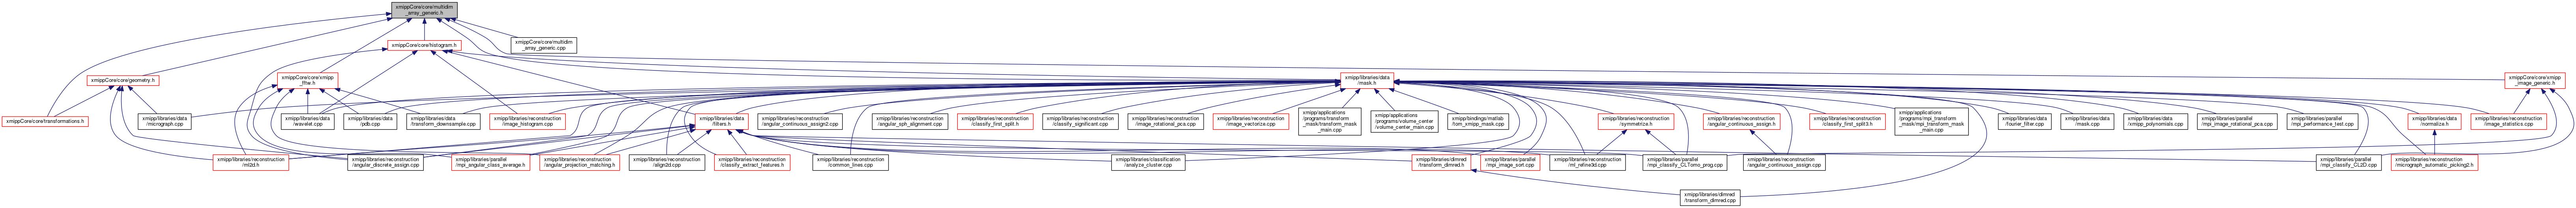 xmippCore/core/multidim
_array_generic.h
xmippCore/core/histogram.h
xmippCore/core/multidim
_array_generic.cpp
xmippCore/core/geometry.h
xmippCore/core/xmipp
_fftw.h
xmipp/libraries/data
/mask.h
xmippCore/core/xmipp
_image_generic.h
xmippCore/core/transformations.h
xmipp/libraries/data
/micrograph.cpp
xmipp/libraries/data
/wavelet.cpp
xmipp/libraries/data
/pdb.cpp
xmipp/libraries/data
/transform_downsample.cpp
xmipp/libraries/reconstruction
/image_histogram.cpp
xmipp/libraries/data
/filters.h
xmipp/libraries/reconstruction
/angular_continuous_assign2.cpp
xmipp/libraries/reconstruction
/angular_sph_alignment.cpp
xmipp/libraries/reconstruction
/classify_first_split.h
xmipp/libraries/reconstruction
/classify_significant.cpp
xmipp/libraries/reconstruction
/image_rotational_pca.cpp
xmipp/libraries/reconstruction
/image_vectorize.cpp
xmipp/applications
/programs/transform
_mask/transform_mask
_main.cpp
xmipp/applications
/programs/volume_center
/volume_center_main.cpp
xmipp/bindings/matlab
/tom_xmipp_mask.cpp
xmipp/libraries/reconstruction
/symmetrize.h
xmipp/libraries/reconstruction
/angular_continuous_assign.h
xmipp/libraries/reconstruction
/classify_first_split3.h
xmipp/applications
/programs/mpi_transform
_mask/mpi_transform_mask
_main.cpp
xmipp/libraries/data
/fourier_filter.cpp
xmipp/libraries/data
/mask.cpp
xmipp/libraries/data
/xmipp_polynomials.cpp
xmipp/libraries/parallel
/mpi_image_rotational_pca.cpp
xmipp/libraries/parallel
/mpi_performance_test.cpp
xmipp/libraries/data
/normalize.h
xmipp/libraries/reconstruction
/image_statistics.cpp
xmipp/libraries/reconstruction
/ml2d.h
xmipp/libraries/reconstruction
/angular_discrete_assign.cpp
xmipp/libraries/parallel
/mpi_angular_class_average.h
xmipp/libraries/reconstruction
/angular_projection_matching.h
xmipp/libraries/reconstruction
/align2d.cpp
xmipp/libraries/reconstruction
/classify_extract_features.h
xmipp/libraries/reconstruction
/common_lines.cpp
xmipp/libraries/classification
/analyze_cluster.cpp
xmipp/libraries/dimred
/transform_dimred.h
xmipp/libraries/parallel
/mpi_image_sort.cpp
xmipp/libraries/reconstruction
/ml_refine3d.cpp
xmipp/libraries/parallel
/mpi_classify_CLTomo_prog.cpp
xmipp/libraries/reconstruction
/angular_continuous_assign.cpp
xmipp/libraries/parallel
/mpi_classify_CL2D.cpp
xmipp/libraries/reconstruction
/micrograph_automatic_picking2.h
xmipp/libraries/dimred
/transform_dimred.cpp